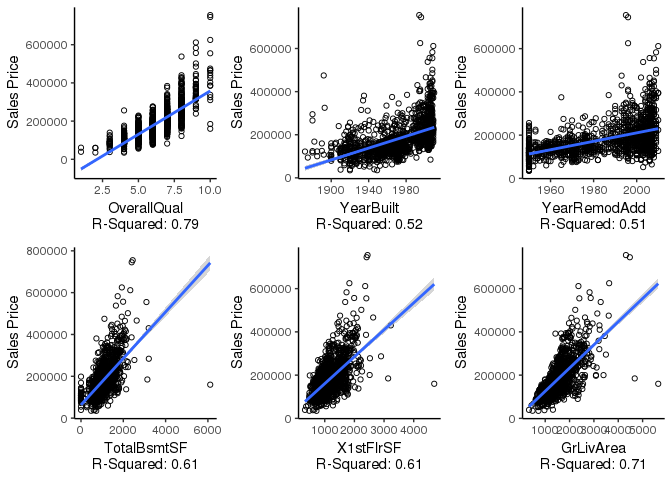 Sales Price
600000
400000
200000
0
2.5 5.0 7.5 10.0
OverallQual
R-Squared: 0.79
Sales Price
600000
400000
200000
0
1900 1940 1980
YearBuilt
R-Squared: 0.52
Sales Price
600000
400000
200000
0
1960 1980 2000
YearRemodAdd
R-Squared: 0.51
Sales Price
800000
600000
400000
200000
0
0 2000 4000 6000
TotalBsmtSF
R-Squared: 0.61
Sales Price
600000
400000
200000
0
1000 2000 3000 4000
X1stFlrSF
R-Squared: 0.61
Sales Price
600000
400000
200000
0
1000 2000 3000 4000 5000
GrLivArea
R-Squared: 0.71